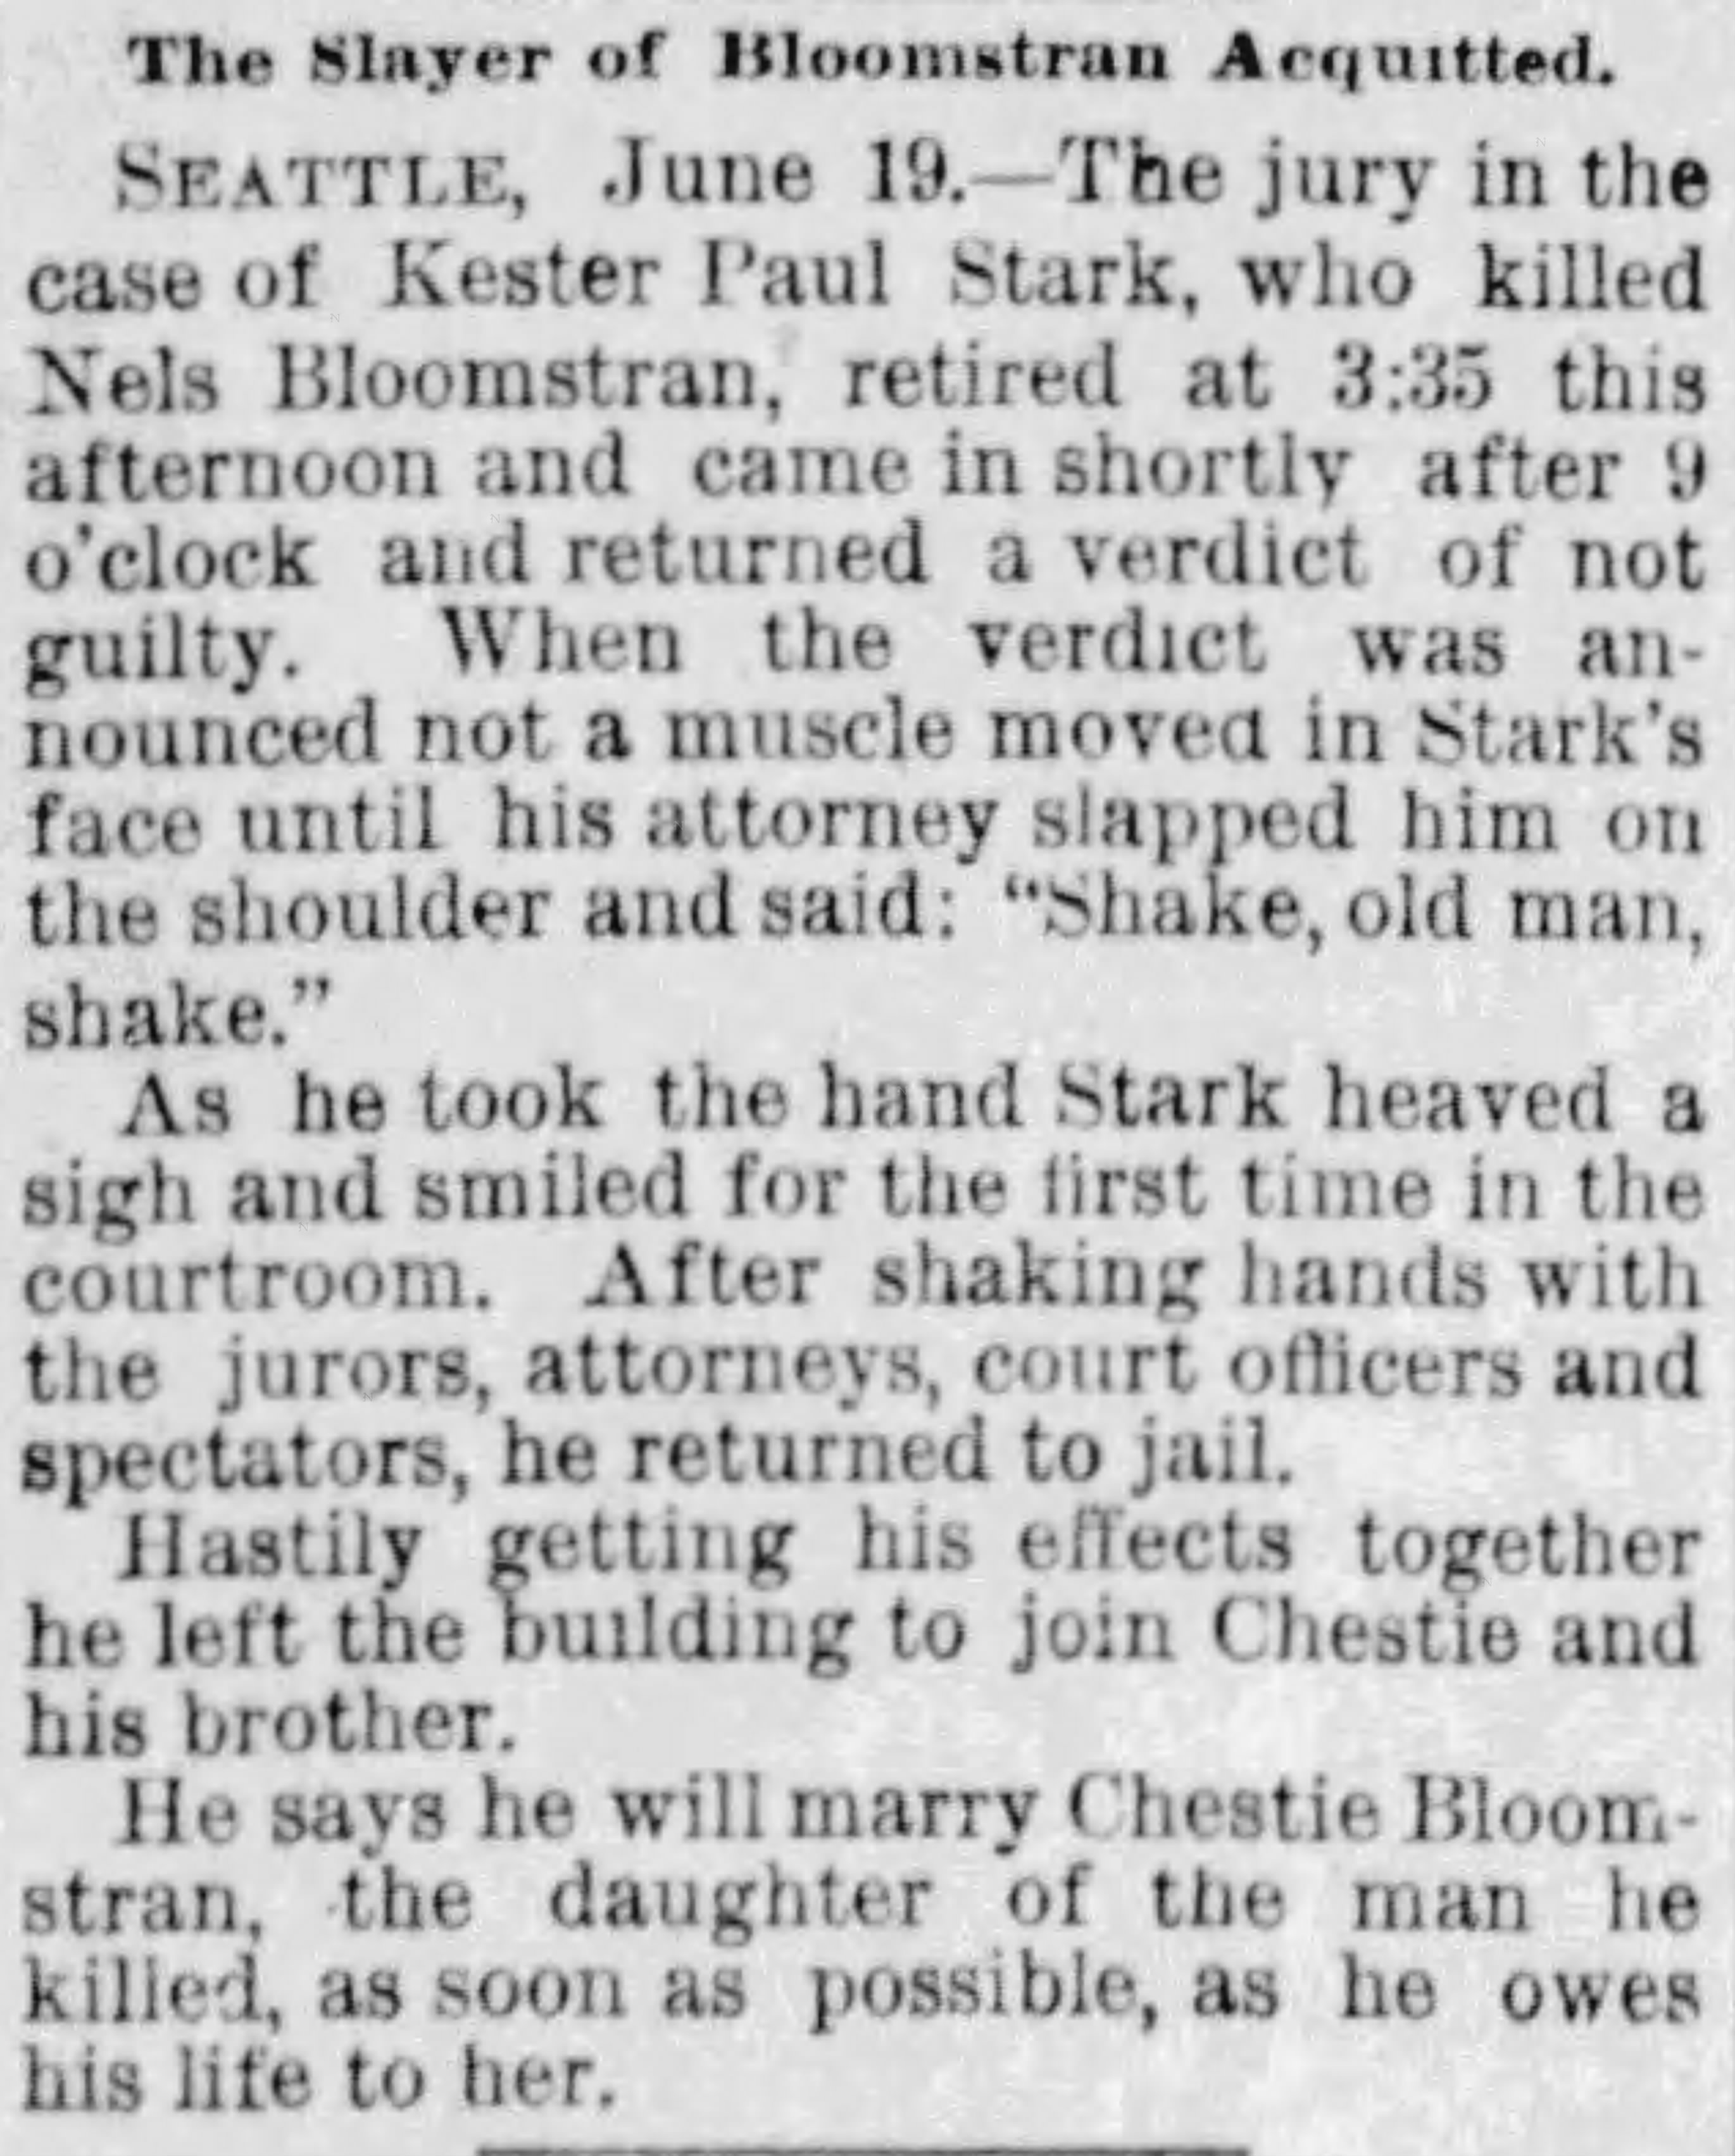 The Slayer of Bloomstran Acquitted.
SEATTLE, June 19.—The jury in the
case of Kester Paul Stark, who killed
Nels Bloomstran, retired at 3:35 this
afternoon and came in shortly after 9
o'clock and returned a verdict of not
guilty. When the verdict was an-
nounced not a muscle moved in Stark's
face until his attorney slapped him on
the shoulder and said: “Shake, old man,
shake.”
As he took the hand Stark heaved a
sigh and smiled for the first time in the
courtroom. After shaking hands with
the jurors, attorneys, court officers and
spectators, he returned to jail.
Hastily getting his effects together
he left the building to join Chestie and
his brother.
He says he will marry Chestie Bloom-
stran, the daughter of the man he
killed, as soon as possible, as he owes
his life to her.